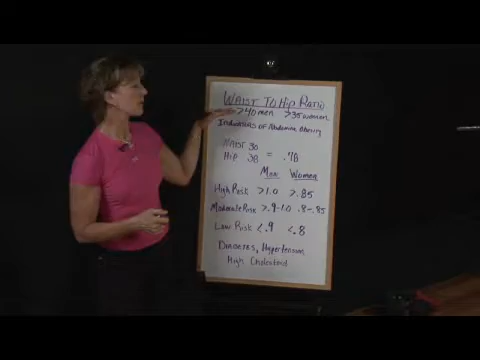 WAIST TO Hip RATIO
>40 men >35 women
Indicators of Abdominal Obesity
WAIST 30
Hip 38 = .78
Men Women
High Risk >1.0 >.85
Moderate Risk >.9-1.0 .8-.85
Low Risk <.9 <.8
DIABETES, Hypertension
High Cholesterol